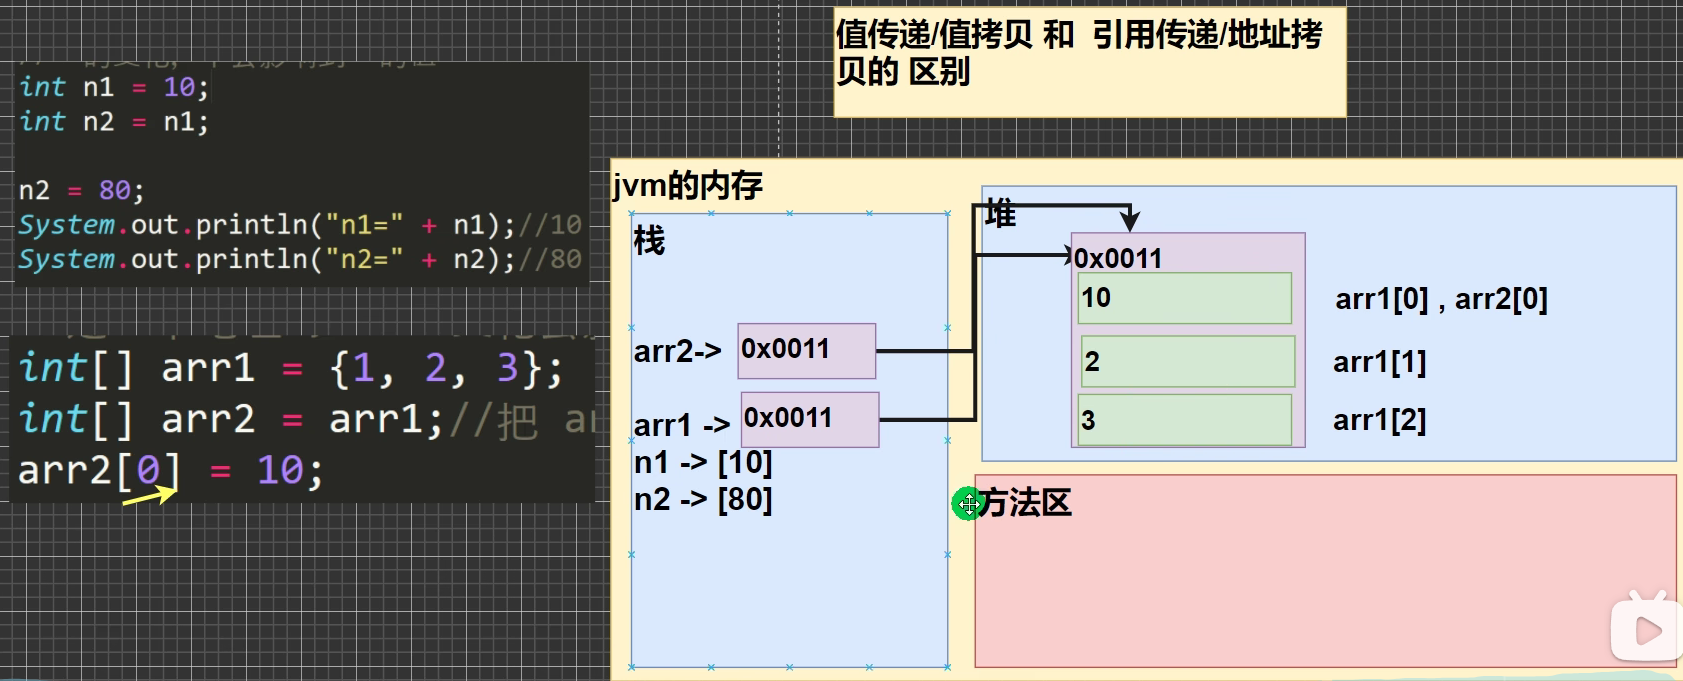 int n1 = 10;
int n2 = n1;
n2 = 80;
System.out.println("n1=" + n1);//10
System.out.println("n2=" + n2);//80
int[] arr1 = {1, 2, 3};
int[] arr2 = arr1;//把 ar
arr2[0] = 10;
值传递/值拷贝 和 引用传递/地址拷
贝的 区别
jvm的内存
栈
arr2-> 0x0011
arr1 -> 0x0011
n1 -> [10]
n2 -> [80]
堆
0x0011
10 arr1[0] , arr2[0]
2 arr1[1]
3 arr1[2]
方法区